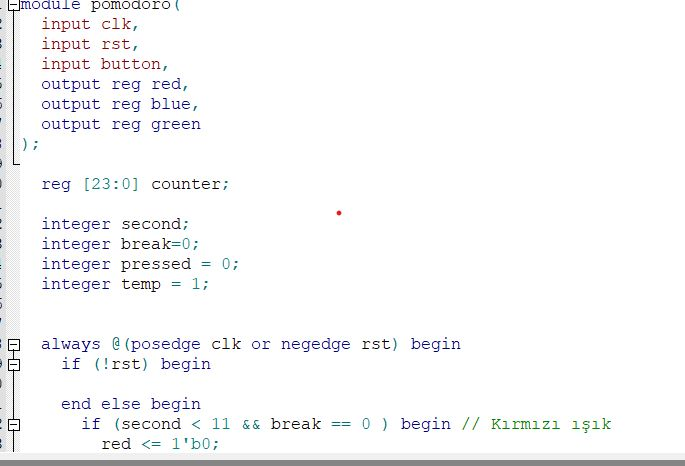 module pomodoro(
input clk,
input rst,
input button,
output reg red,
output reg blue,
output reg green
);
reg [23:0] counter;
integer second;
integer break=0;
integer pressed = 0;
integer temp = 1;
always @(posedge clk or negedge rst) begin
if (!rst) begin
end else begin
if (second < 11 && break == 0 ) begin // Kırmızı ışık
red <= 1'b0;